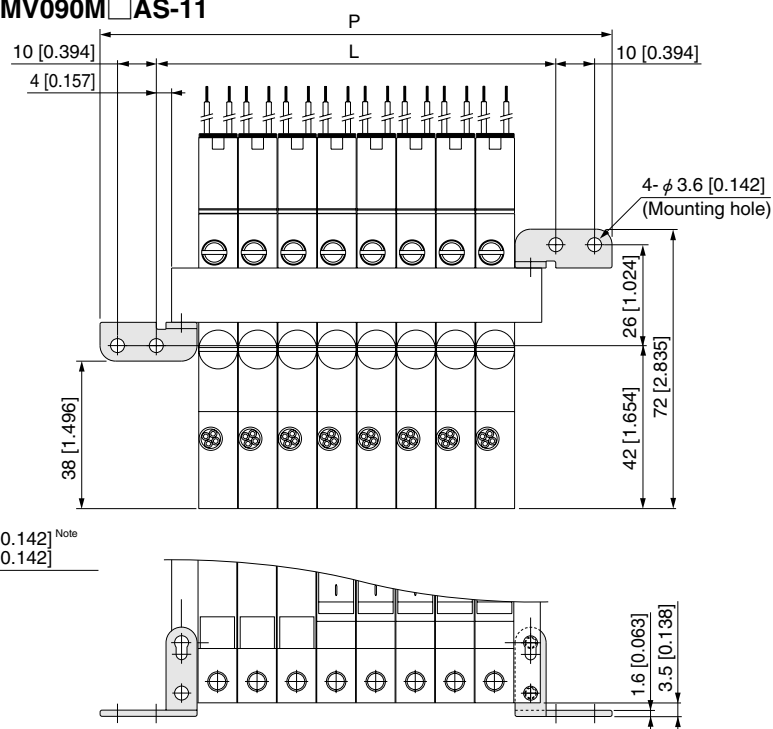 MV090M□AS-11
P
10 [0.394]
L
10 [0.394]
4 [0.157]
4-φ3.6 [0.142]
(Mounting hole)
26 [1.024]
72 [2.835]
42 [1.654]
38 [1.496]
0.142] Note
0.142]
1.6 [0.063]
3.5 [0.138]